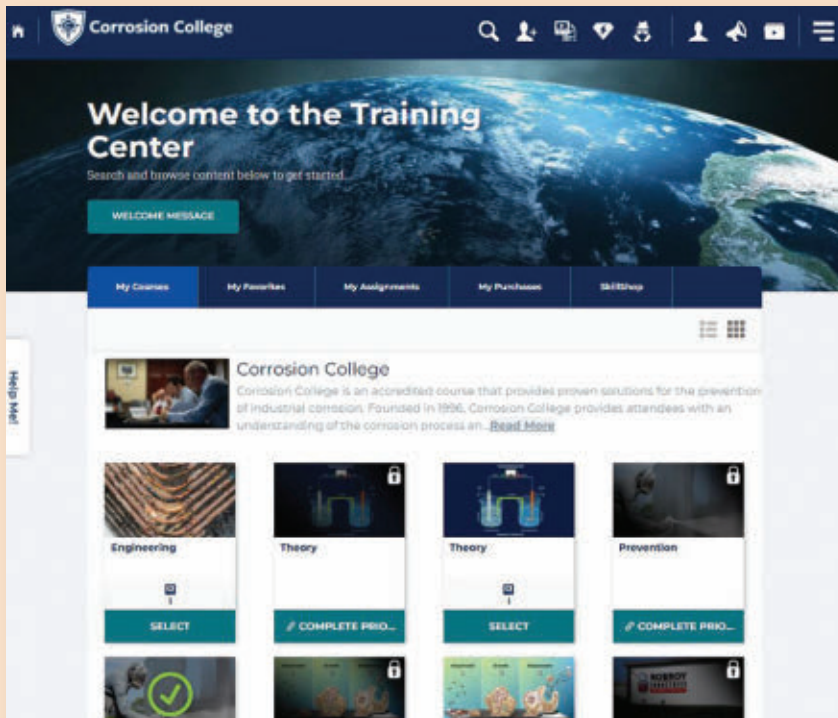 Corrosion College
Welcome to the Training
Center
Search and browse content below to get started.
WELCOME MESSAGE
My Courses
My Favorites
My Assignments
My Purchases
SkillShop
Help Me!
Corrosion College
Corrosion College is an accredited course that provides proven solutions for the prevention
of industrial corrosion. Founded in 1996, Corrosion College provides attendees with an
understanding of the corrosion process an...Read More
Engineering
Theory
Theory
Prevention
SELECT
COMPLETE PRIO...
SELECT
COMPLETE PRIO...
ROBROY